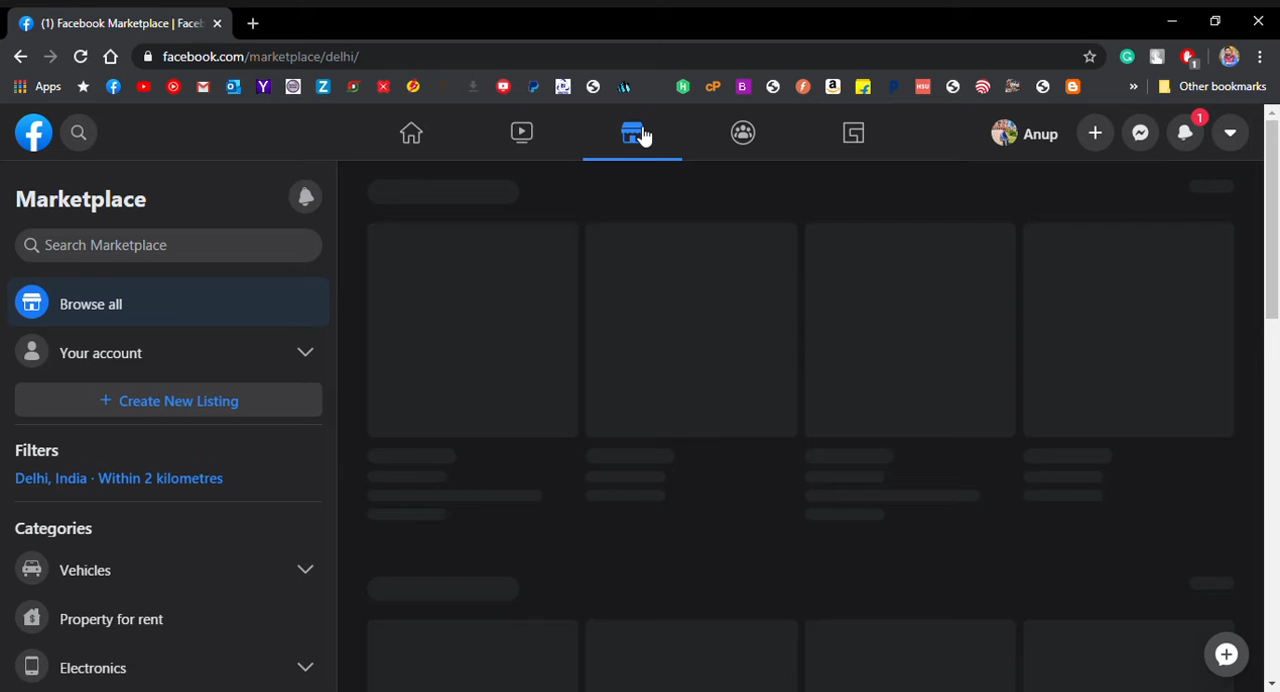 (1) Facebook Marketplace | Faceb
facebook.com/marketplace/delhi/
Apps
Other bookmarks
Anup
1
Marketplace
Search Marketplace
Browse all
Your account
+ Create New Listing
Filters
Delhi, India · Within 2 kilometres
Categories
Vehicles
Property for rent
Electronics